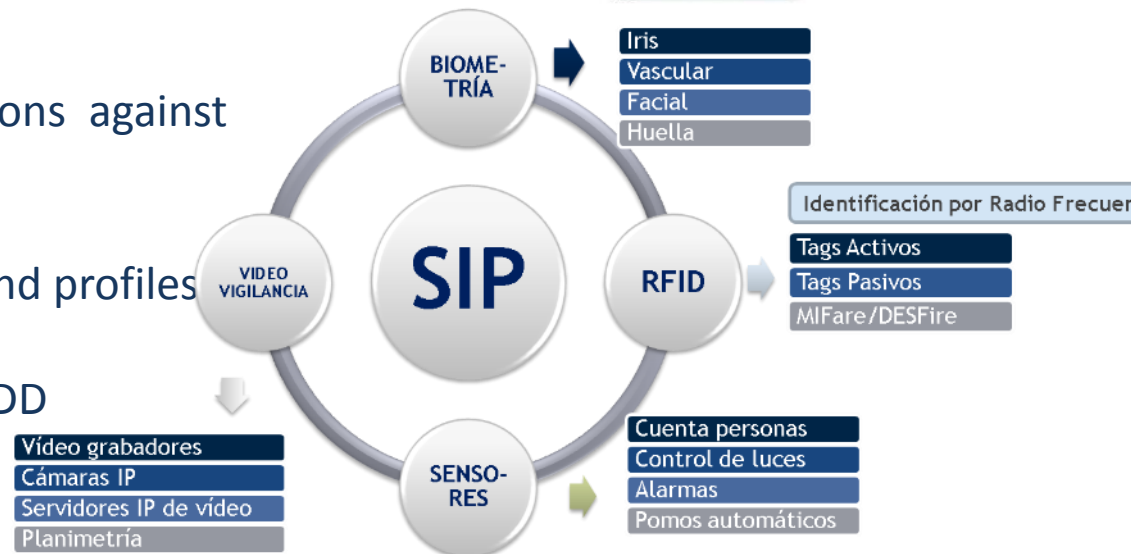 ons against
nd profiles
DD
BIOME-
TRÍA
Iris
Vascular
Facial
Huella
SIP
VIDEO
VIGILANCIA
RFID
Identificación por Radio Frecuer
Tags Activos
Tags Pasivos
MIFare/DESFire
SENSO-
RES
Cuenta personas
Control de luces
Alarmas
Pomos automáticos
Vídeo grabadores
Cámaras IP
Servidores IP de vídeo
Planimetría